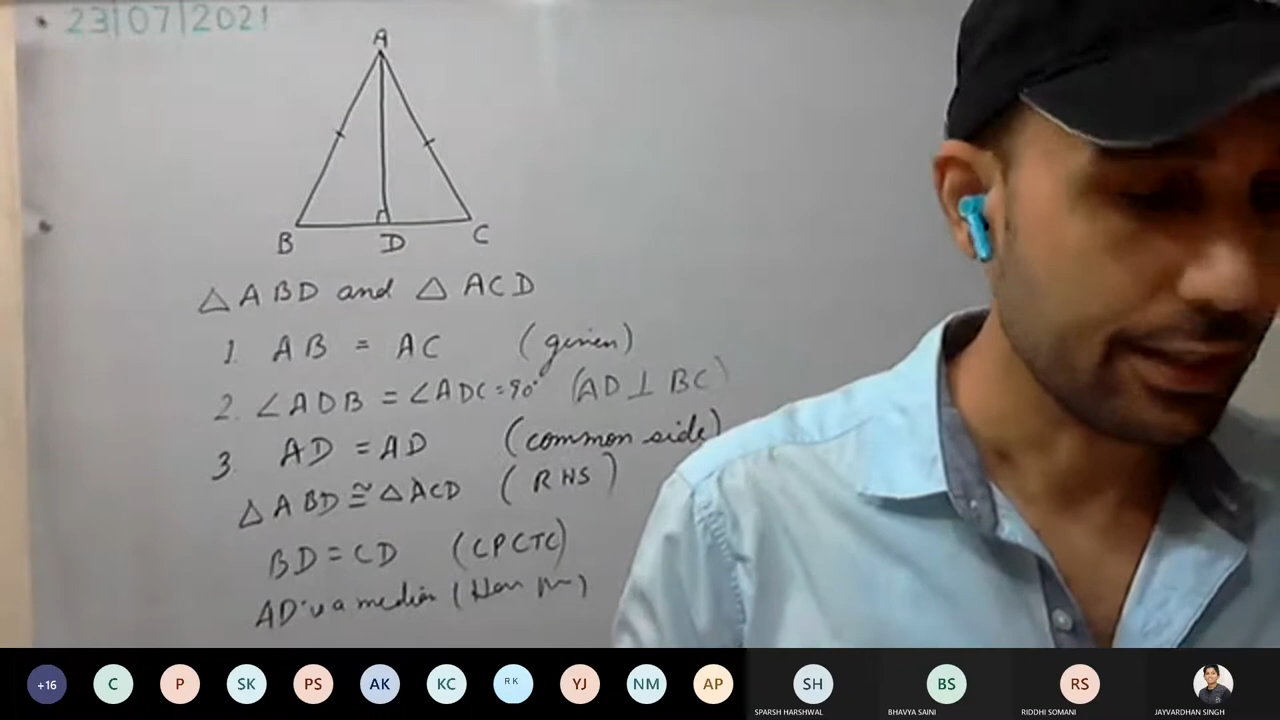 23|07|2021
A
B D C
△ ABD and △ ACD
1. AB = AC (given)
2. ∠ADB = ∠ADC = 90° (AD ⊥ BC)
3. AD = AD (common side)
△ ABD ≅ △ ACD (RHS)
BD = CD (CPCTC)
AD is a median
+16 C P SK PS AK KC RK YJ NM AP SH BS RS
SPARSH HARSHWAL BHAVYA SAINI RIDDHI SOMANI JAYVARDHAN SINGH